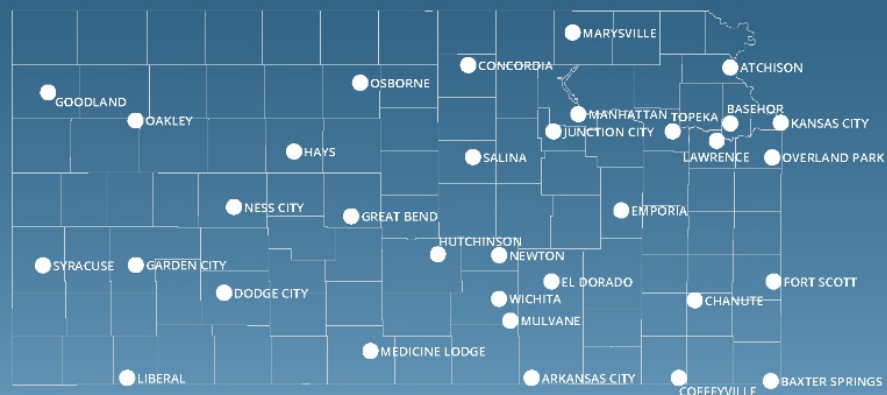 MARYSVILLE
CONCORDIA
ATCHISON
OSBORNE
GOODLAND
BASEHOR
MANHATTAN
TOPEKA
KANSAS CITY
OAKLEY
JUNCTION CITY
HAYS
SALINA
LAWRENCE
OVERLAND PARK
NESS CITY
GREAT BEND
EMPORIA
HUTCHINSON
NEWTON
SYRACUSE
GARDEN CITY
EL DORADO
FORT SCOTT
DODGE CITY
WICHITA
CHANUTE
MULVANE
MEDICINE LODGE
LIBERAL
ARKANSAS CITY
COFFEYVILLE
BAXTER SPRINGS